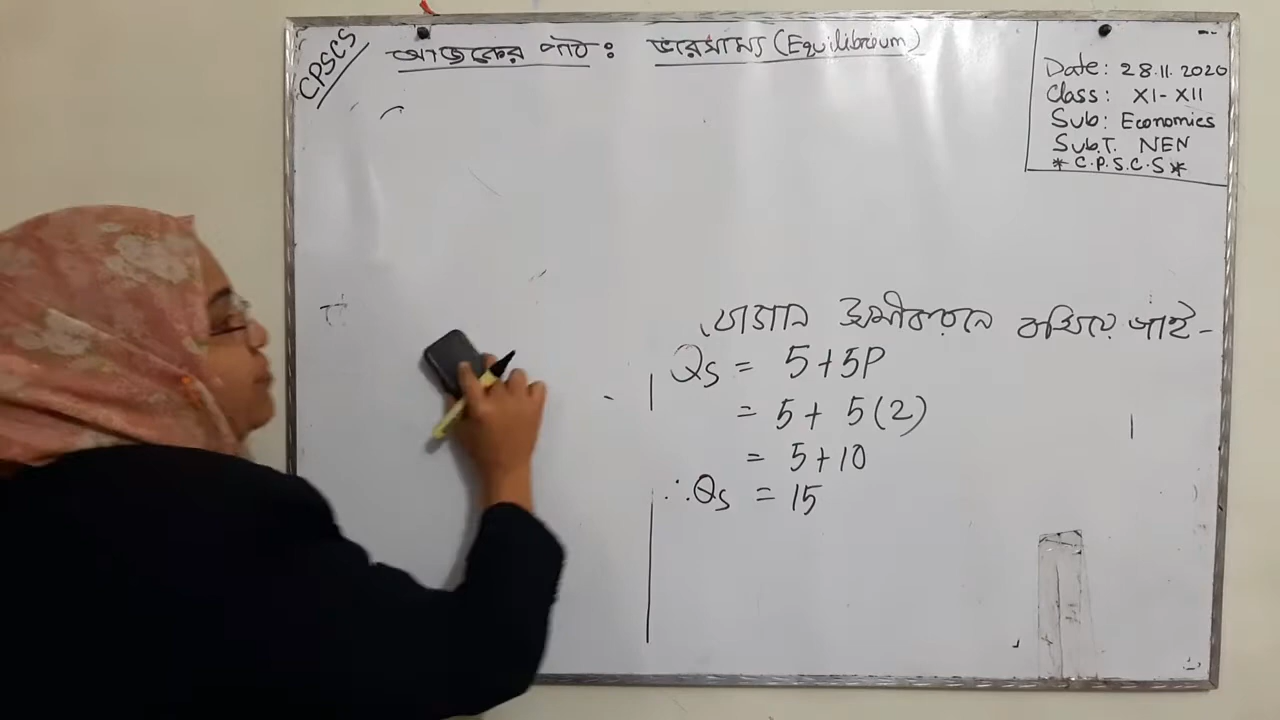 CPSCS
আজকের পাঠ : ভারসাম্য (Equilibrium)
Date: 28.11.2020
Class: XI-XII
Sub: Economics
Sub.T. NEN
* C.P.S.C.S *
যোগান সমীকরণে বসিয়ে পাই-
Qs = 5+5P
= 5+ 5(2)
= 5+10
∴Qs = 15